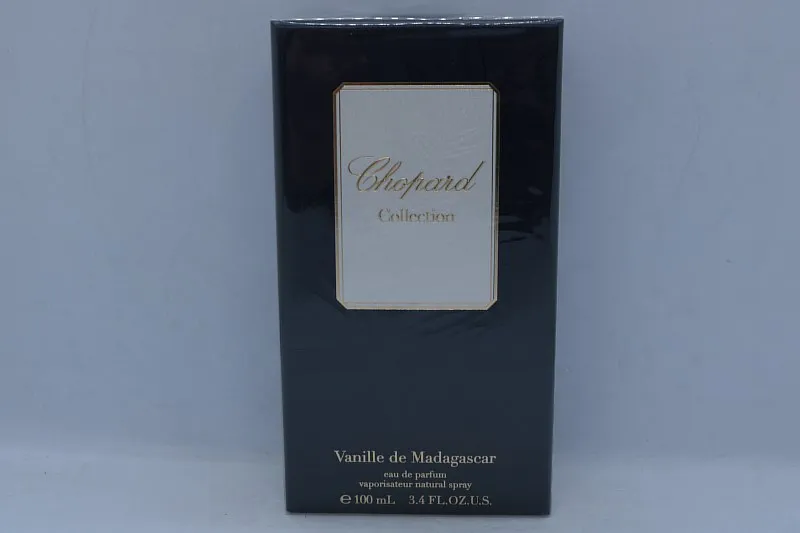 Chopard
Collection
Vanille de Madagascar
eau de parfum
vaporisateur natural spray
℮ 100 mL 3.4 FL.OZ.U.S.